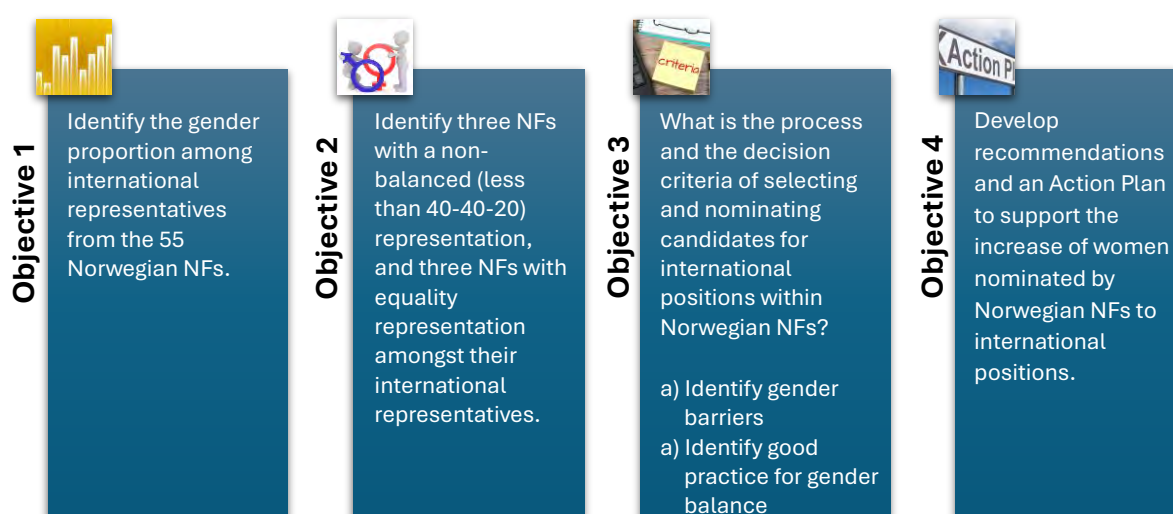 Objective 1
Identify the gender
proportion among
international
representatives
from the 55
Norwegian NFs.
Objective 2
Identify three NFs
with a non-
balanced (less
than 40-40-20)
representation,
and three NFs with
equality
representation
amongst their
international
representatives.
criteria
Objective 3
What is the process
and the decision
criteria of selecting
and nominating
candidates for
international
positions within
Norwegian NFs?
a) Identify gender
barriers
a) Identify good
practice for gender
balance
Action P
Objective 4
Develop
recommendations
and an Action Plan
to support the
increase of women
nominated by
Norwegian NFs to
international
positions.